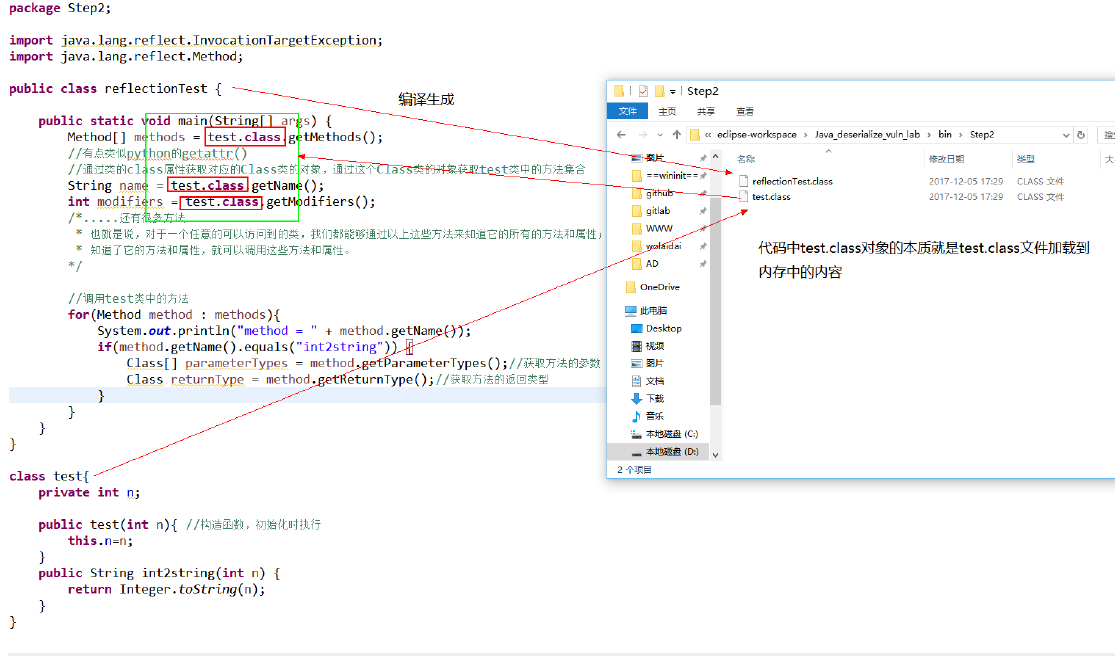 package Step2;
import java.lang.reflect.InvocationTargetException;
import java.lang.reflect.Method;
public class reflectionTest {
编译生成
public static void main(String[] args) {
Method[] methods = test.class.getMethods();
//有点类似python的getattr()
//通过类的class属性获取对应的Class类的对象，通过这个Class类的对象获取test类中的方法集合
String name = test.class.getName();
int modifiers = test.class.getModifiers();
/*.....还有很多方法
* 也就是说，对于一个任意的可以访问到的类，我们都能够通过以上这些方法来知道它的所有的方法和属性；
* 知道了它的方法和属性，就可以调用这些方法和属性。
*/
//调用test类中的方法
for(Method method : methods){
System.out.println("method = " + method.getName());
if(method.getName().equals("int2string")) {
Class[] parameterTypes = method.getParameterTypes();//获取方法的参数
Class returnType = method.getReturnType();//获取方法的返回类型
}
}
}
}
class test{
private int n;
public test(int n){ //构造函数，初始化时执行
this.n=n;
}
public String int2string(int n) {
return Integer.toString(n);
}
}
Step2
文件 主页 共享 查看
« eclipse-workspace > Java_deserialize_vuln_lab > bin > Step2
名称 修改日期 类型
reflectionTest.class 2017-12-05 17:29 CLASS 文件
test.class 2017-12-05 17:29 CLASS 文件
图片
==wininit==
github
gitlab
WWW
walaidai
AD
OneDrive
此电脑
Desktop
视频
图片
文档
下载
音乐
本地磁盘 (C:)
本地磁盘 (D:)
2 个项目
代码中test.class对象的本质就是test.class文件加载到
内存中的内容